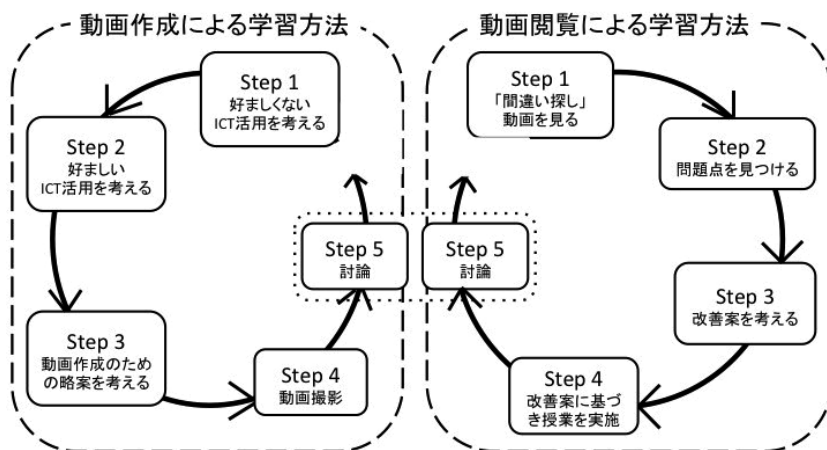 動画作成による学習方法
Step 1
好ましくない
ICT活用を考える
Step 2
好ましい
ICT活用を考える
Step 3
動画作成のため
の略案を考える
Step 4
動画撮影
Step 5
討論
動画閲覧による学習方法
Step 1
「間違い探し」
動画を見る
Step 2
問題点を見つける
Step 3
改善案を考える
Step 4
改善案に基づ
き授業を実施
Step 5
討論